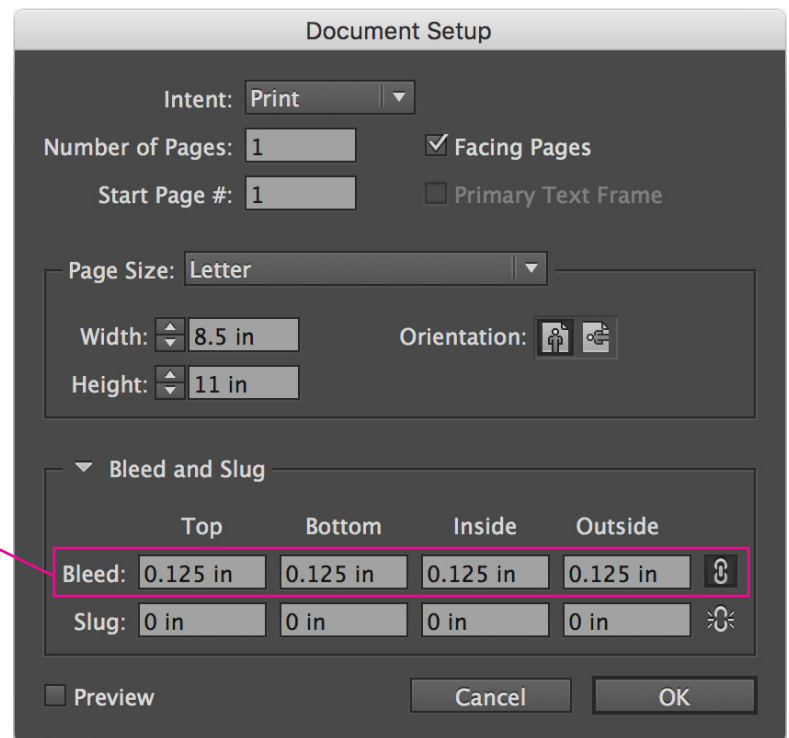 Document Setup
Intent: Print
Number of Pages: 1 Facing Pages
Start Page #: 1 Primary Text Frame
Page Size: Letter
Width: 8.5 in Orientation:
Height: 11 in
Bleed and Slug
Top Bottom Inside Outside
Bleed: 0.125 in 0.125 in 0.125 in 0.125 in
Slug: 0 in 0 in 0 in 0 in
Preview Cancel OK